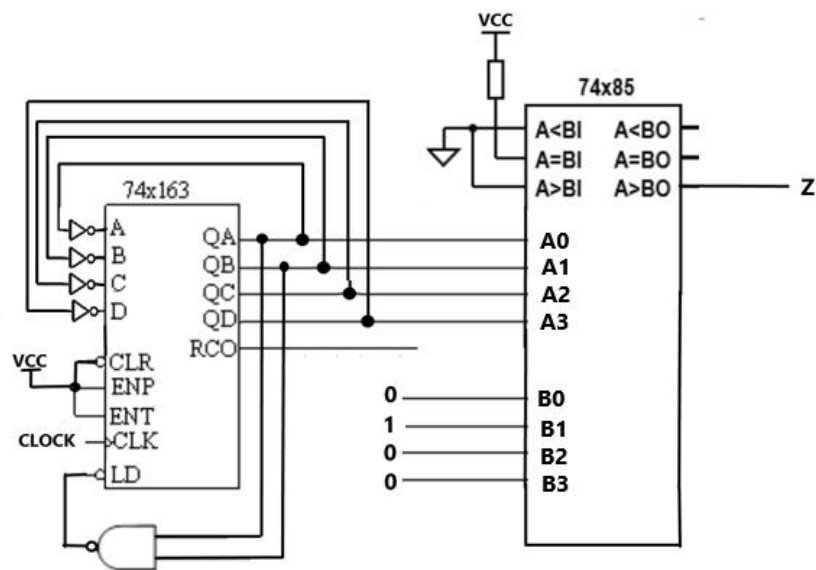 VCC
74x85
A<BI A<BO
A=BI A=BO
A>BI A>BO
Z
74x163
A
B
C
D
QA
QB
QC
QD
RCO
A0
A1
A2
A3
VCC
CLR
ENP
ENT
CLOCK
CLK
LD
0 B0
1 B1
0 B2
0 B3